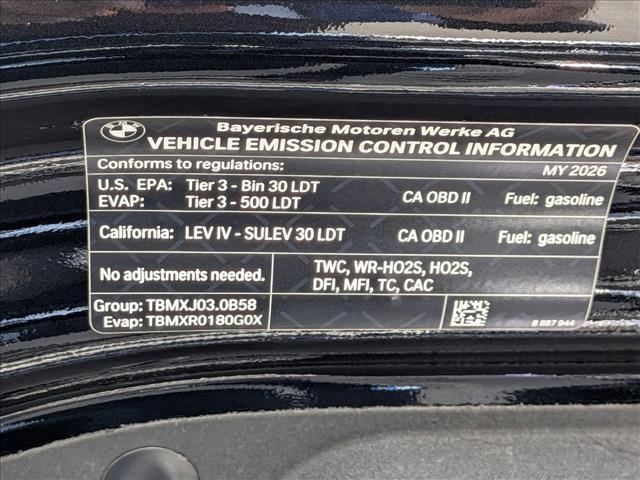 BMW
Bayerische Motoren Werke AG
VEHICLE EMISSION CONTROL INFORMATION
Conforms to regulations: MY 2026
U.S. EPA: Tier 3 - Bin 30 LDT CA OBD II Fuel: gasoline
EVAP: Tier 3 - 500 LDT
California: LEV IV - SULEV 30 LDT CA OBD II Fuel: gasoline
No adjustments needed. TWC, WR-HO2S, HO2S,
DFI, MFI, TC, CAC
Group: TBMXJ03.0B58
Evap: TBMXR0180G0X 8 887 944